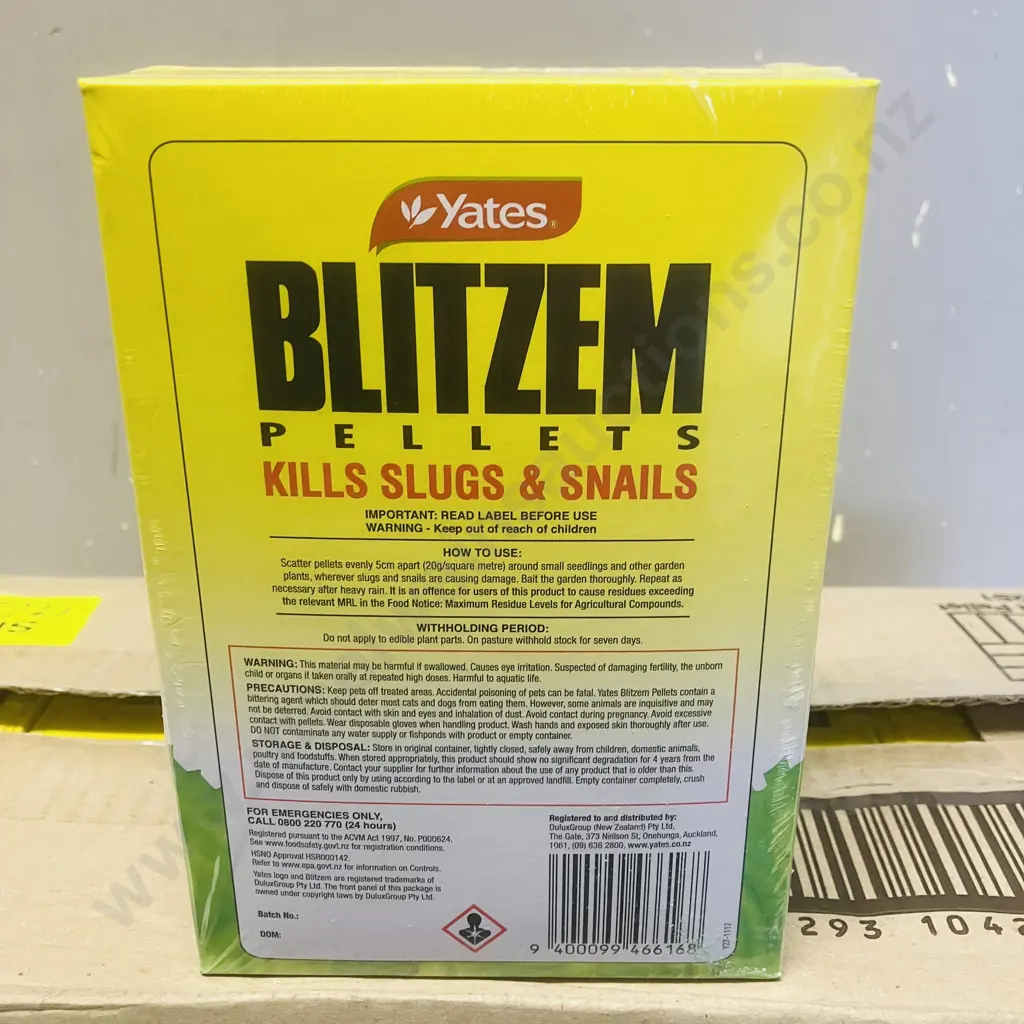 Yates®
BLITZEM
PELLETS
KILLS SLUGS & SNAILS
IMPORTANT: READ LABEL BEFORE USE
WARNING - Keep out of reach of children
HOW TO USE:
Scatter pellets evenly 5cm apart (20g/square metre) around small seedlings and other garden
plants, wherever slugs and snails are causing damage. Bait the garden thoroughly. Repeat as
necessary after heavy rain. It is an offence for users of this product to cause residues exceeding
the relevant MRL in the Food Notice: Maximum Residue Levels for Agricultural Compounds.
WITHHOLDING PERIOD:
Do not apply to edible plant parts. On pasture withhold stock for seven days.
WARNING: This material may be harmful if swallowed. Causes eye irritation. Suspected of damaging fertility, the unborn
child or organs if taken orally at repeated high doses. Harmful to aquatic life.
PRECAUTIONS: Keep pets off treated areas. Accidental poisoning of pets can be fatal. Yates Blitzem Pellets contain a
bittering agent which should deter most cats and dogs from eating them. However, some animals are inquisitive and may
not be deterred. Avoid contact with skin and eyes and inhalation of dust. Avoid contact during pregnancy. Avoid excessive
contact with pellets. Wear disposable gloves when handling product. Wash hands and exposed skin thoroughly after use.
DO NOT contaminate any water supply or fishponds with product or empty container.
STORAGE & DISPOSAL: Store in original container, tightly closed, safely away from children, domestic animals,
poultry and foodstuffs. When stored appropriately, this product should show no significant degradation for 4 years from the
date of manufacture. Contact your supplier for further information about the use of any product that is older than this.
Dispose of this product only by using according to the label or at an approved landfill. Empty container completely, crush
and dispose of safely with domestic rubbish.
FOR EMERGENCIES ONLY,
CALL 0800 220 770 (24 hours)
Registered pursuant to the ACVM Act 1997, No. P000624.
See www.foodsafety.govt.nz for registration conditions.
HSNO Approval HSR000142.
Refer to www.epa.govt.nz for information on Controls.
Yates logo and Blitzem are registered trademarks of
DuluxGroup Pty Ltd. The front panel of this package is
owned under copyright laws by DuluxGroup Pty Ltd.
Batch No.:
DOM:
Registered to and distributed by:
DuluxGroup (New Zealand) Pty Ltd,
The Gate, 373 Neilson St, Onehunga, Auckland,
1061, (09) 636 2800, www.yates.co.nz
9 400099 466168
YZ7-1117
293 1042